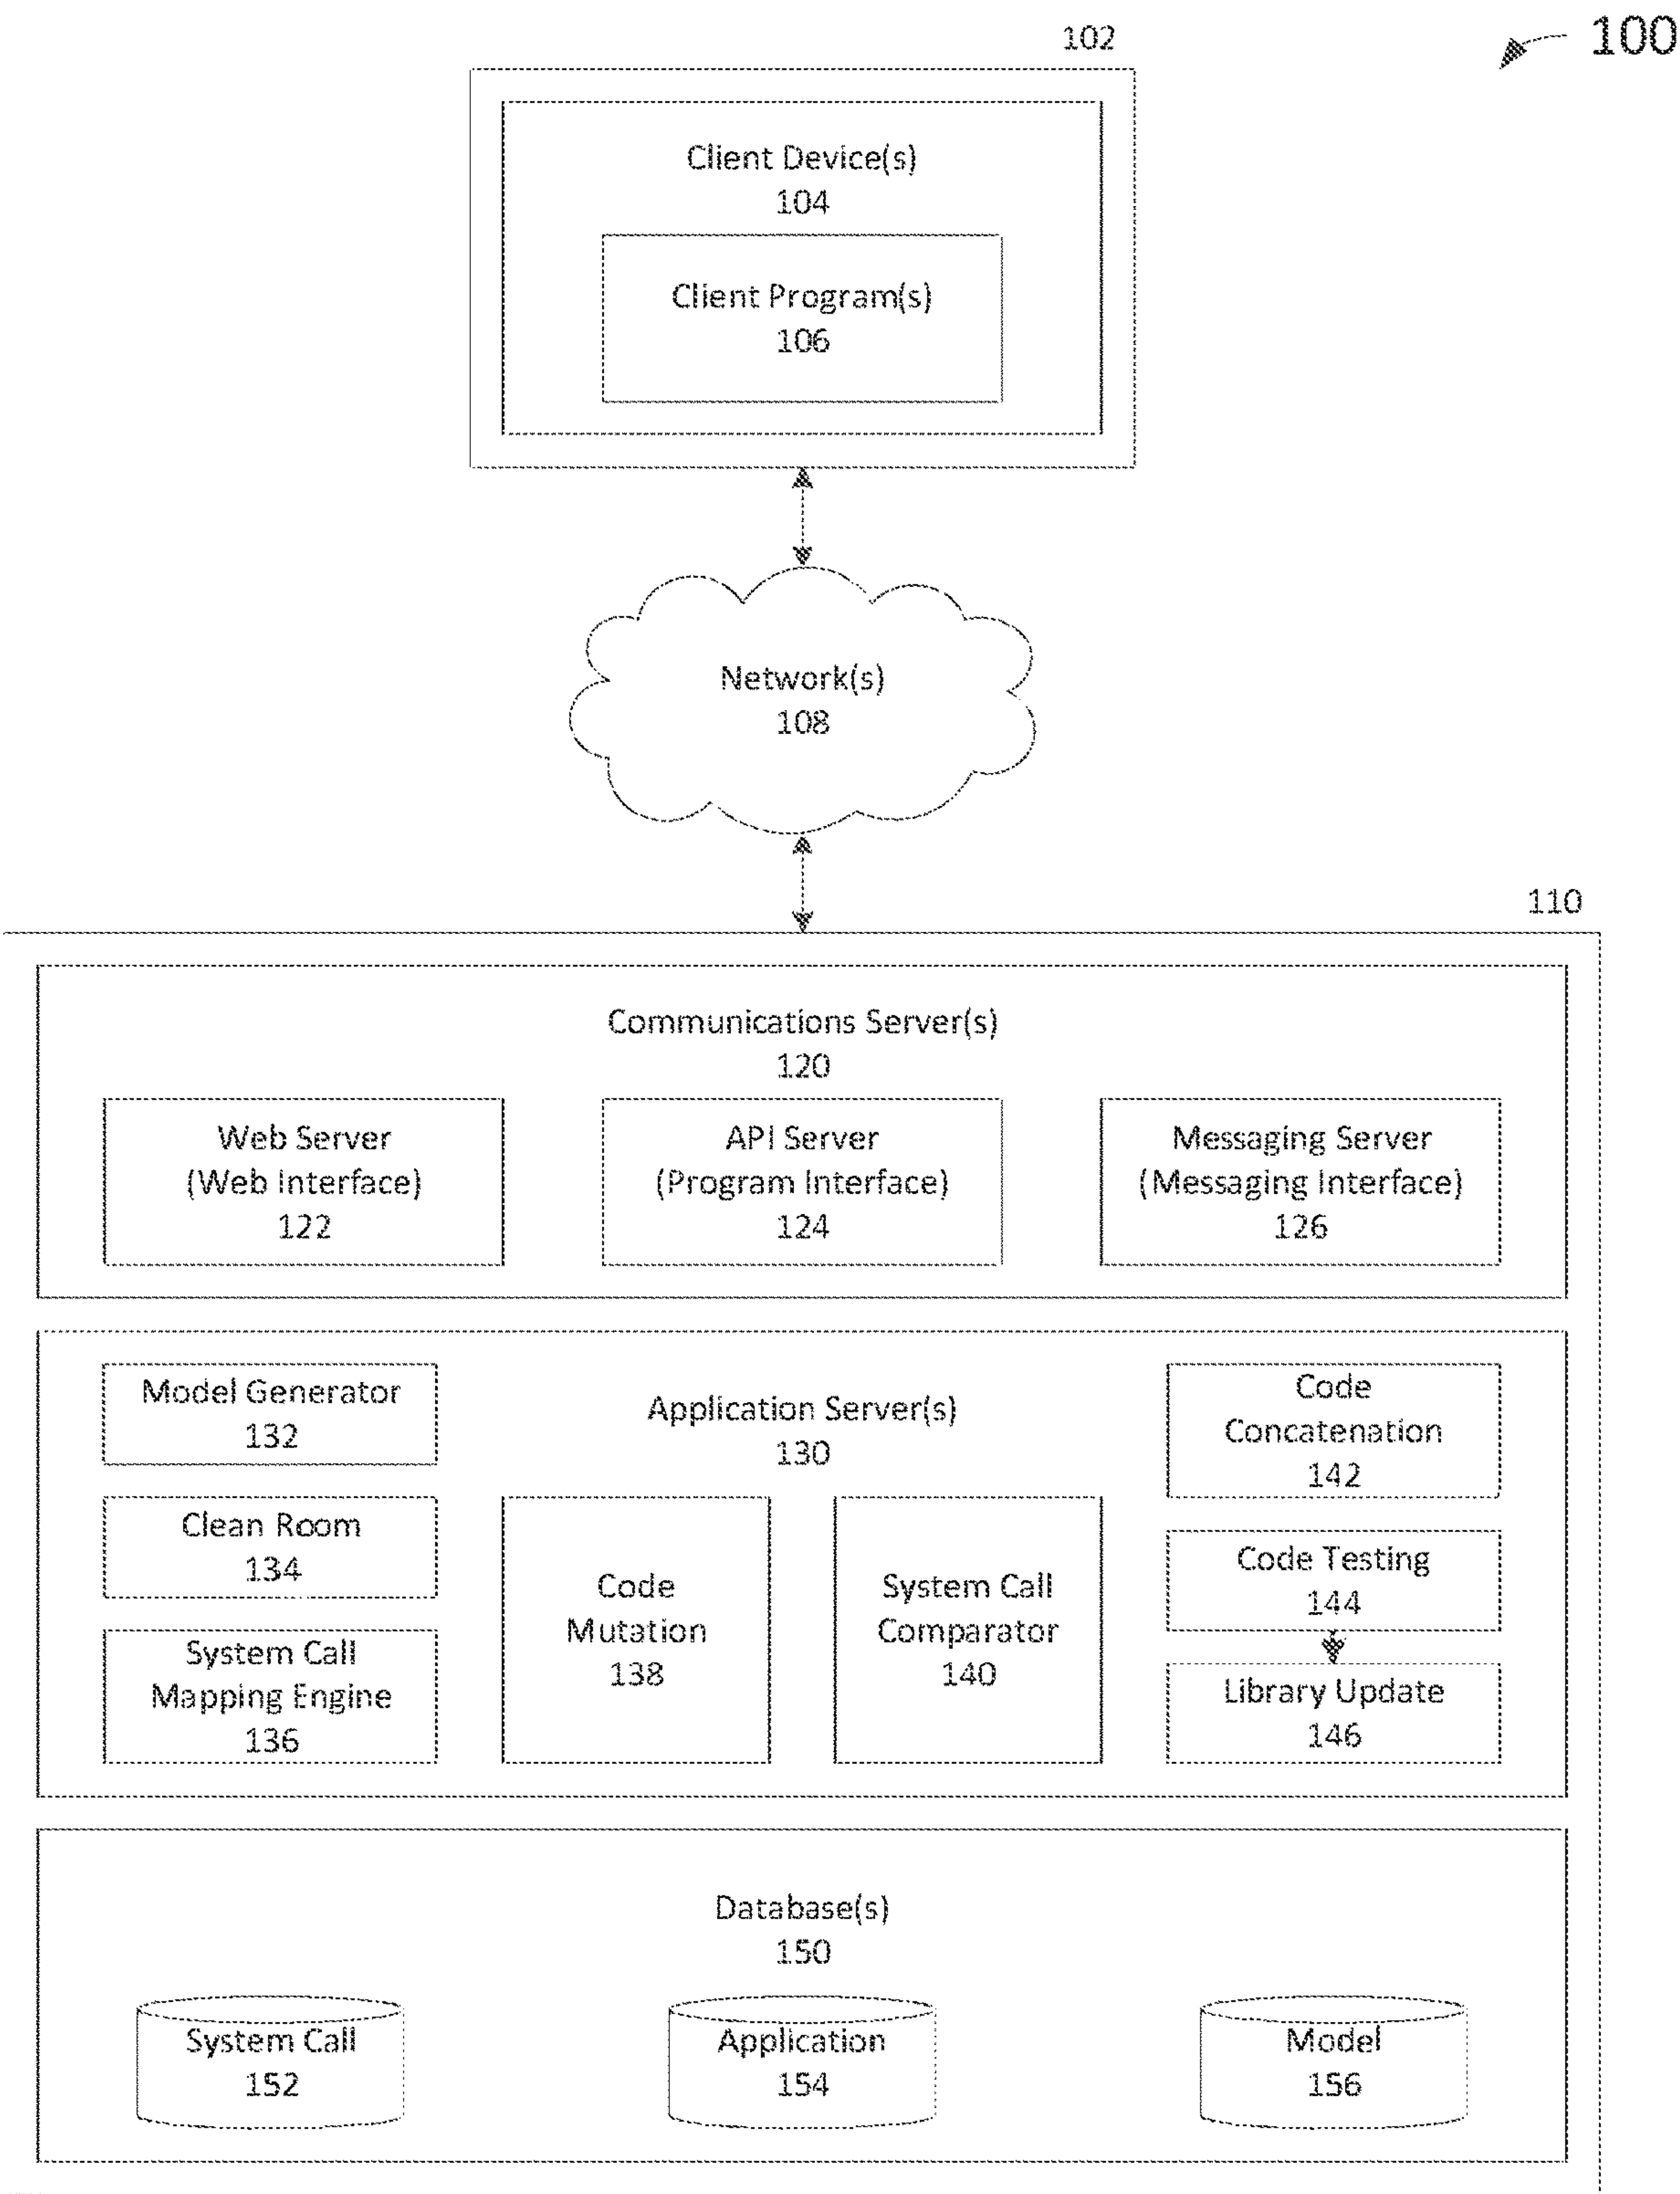 100
102
Client Device(s)
104
Client Program(s)
106
Network(s)
108
110
Communications Server(s)
120
Web Server
(Web Interface)
122
API Server
(Program Interface)
124
Messaging Server
(Messaging Interface)
126
Application Server(s)
130
Model Generator
132
Clean Room
134
System Call
Mapping Engine
136
Code
Mutation
138
System Call
Comparator
140
Code
Concatenation
142
Code Testing
144
Library Update
146
Database(s)
150
System Call
152
Application
154
Model
156